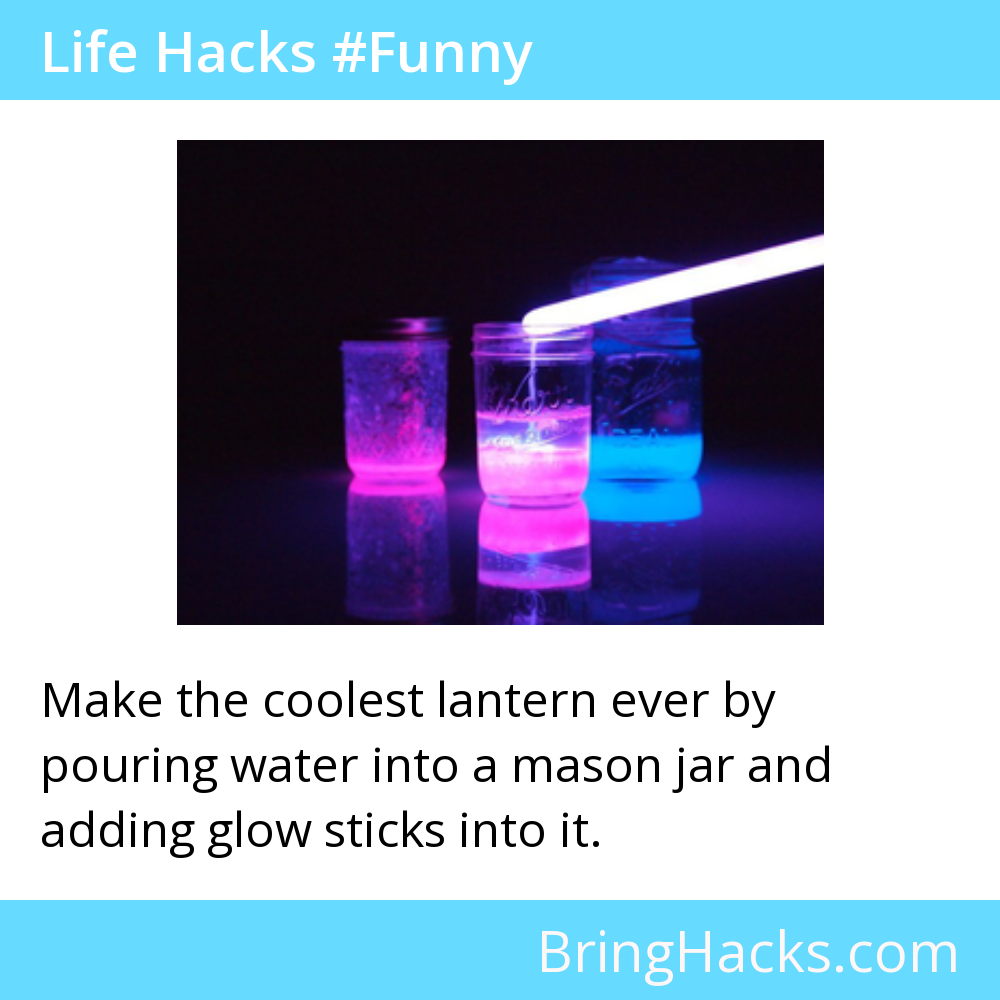 Life Hacks #Funny
Make the coolest lantern ever by
pouring water into a mason jar and
adding glow sticks into it.
BringHacks.com